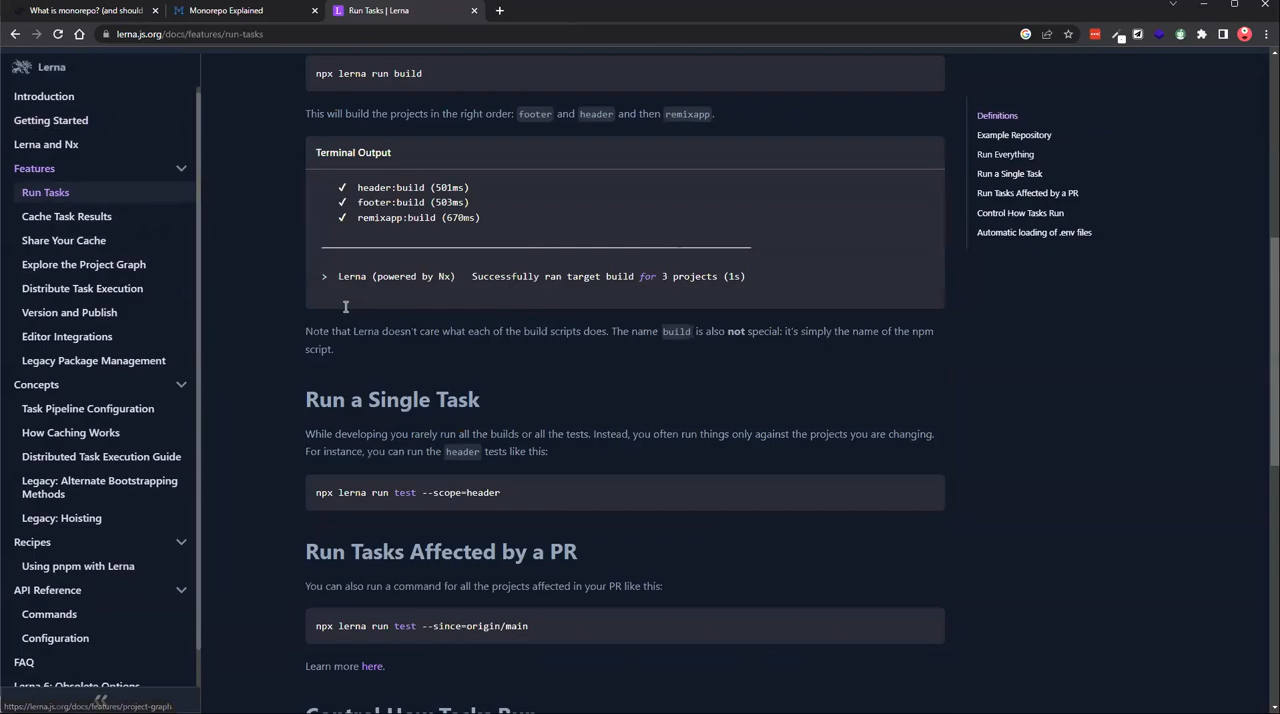 What is monorepo? (and should
Monorepo Explained
Run Tasks | Lerna
lerna.js.org/docs/features/run-tasks
Lerna
Introduction
Getting Started
Lerna and Nx
Features
Run Tasks
Cache Task Results
Share Your Cache
Explore the Project Graph
Distribute Task Execution
Version and Publish
Editor Integrations
Legacy Package Management
Concepts
Task Pipeline Configuration
How Caching Works
Distributed Task Execution Guide
Legacy: Alternate Bootstrapping
Methods
Legacy: Hoisting
Recipes
Using pnpm with Lerna
API Reference
Commands
Configuration
FAQ
Lerna 6: Obsolete Options
https://lerna.js.org/docs/features/project-graph
npx lerna run build
This will build the projects in the right order: footer and header and then remixapp.
Terminal Output
✓ header:build (501ms)
✓ footer:build (503ms)
✓ remixapp:build (670ms)
> Lerna (powered by Nx) Successfully ran target build for 3 projects (1s)
Note that Lerna doesn't care what each of the build scripts does. The name build is also not special: it's simply the name of the npm
script.
Run a Single Task
While developing you rarely run all the builds or all the tests. Instead, you often run things only against the projects you are changing.
For instance, you can run the header tests like this:
npx lerna run test --scope=header
Run Tasks Affected by a PR
You can also run a command for all the projects affected in your PR like this:
npx lerna run test --since=origin/main
Learn more here.
Control How Tasks Run
Definitions
Example Repository
Run Everything
Run a Single Task
Run Tasks Affected by a PR
Control How Tasks Run
Automatic loading of .env files